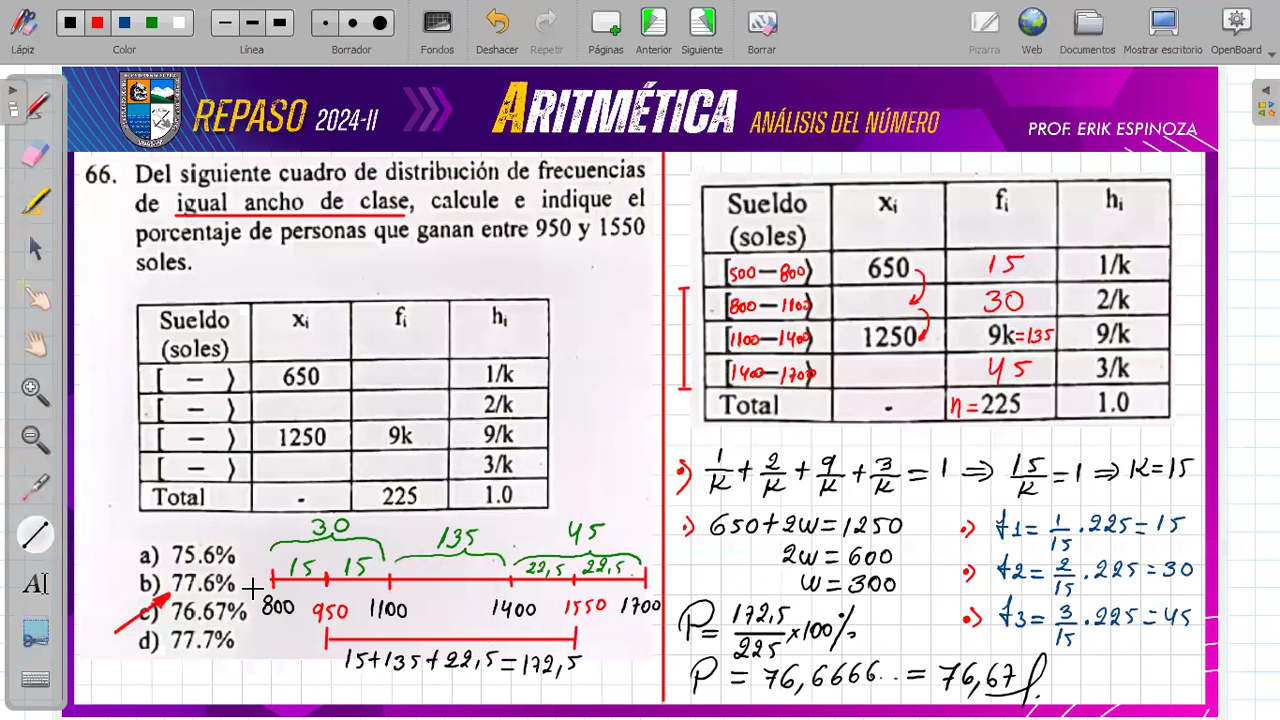 Lápiz Color Línea Borrador Fondos Deshacer Repetir Páginas Anterior Siguiente Borrar Pizarra Web Documentos Mostrar escritorio OpenBoard
REPASO 2024-II
ARITMÉTICA ANÁLISIS DEL NÚMERO
PROF. ERIK ESPINOZA
66. Del siguiente cuadro de distribución de frecuencias
de igual ancho de clase, calcule e indique el
porcentaje de personas que ganan entre 950 y 1550
soles.
Sueldo (soles) xi fi hi
[ – ⟩ 650 1/k
[ – ⟩ 2/k
[ – ⟩ 1250 9k 9/k
[ – ⟩ 3/k
Total - 225 1.0
a) 75.6%
b) 77.6%
c) 76.67%
d) 77.7%
30 135 45
15 15 22,5 22,5
800 950 1100 1400 1550 1700
15+135+22,5=172,5
Sueldo (soles) xi fi hi
[500–800⟩ 650 15 1/k
[800–1100⟩ 30 2/k
[1100–1400⟩ 1250 9k=135 9/k
[1400–1700⟩ 45 3/k
Total - n=225 1.0
1/K + 2/K + 9/K + 3/K = 1 ⇒ 15/K = 1 ⇒ K=15
650+2w=1250
2w=600
w=300
f1= 1/15 . 225 = 15
f2= 2/15 . 225 = 30
f3= 3/15 . 225 = 45
P= 172,5/225 x100%
P = 76,6666.. = 76,67%